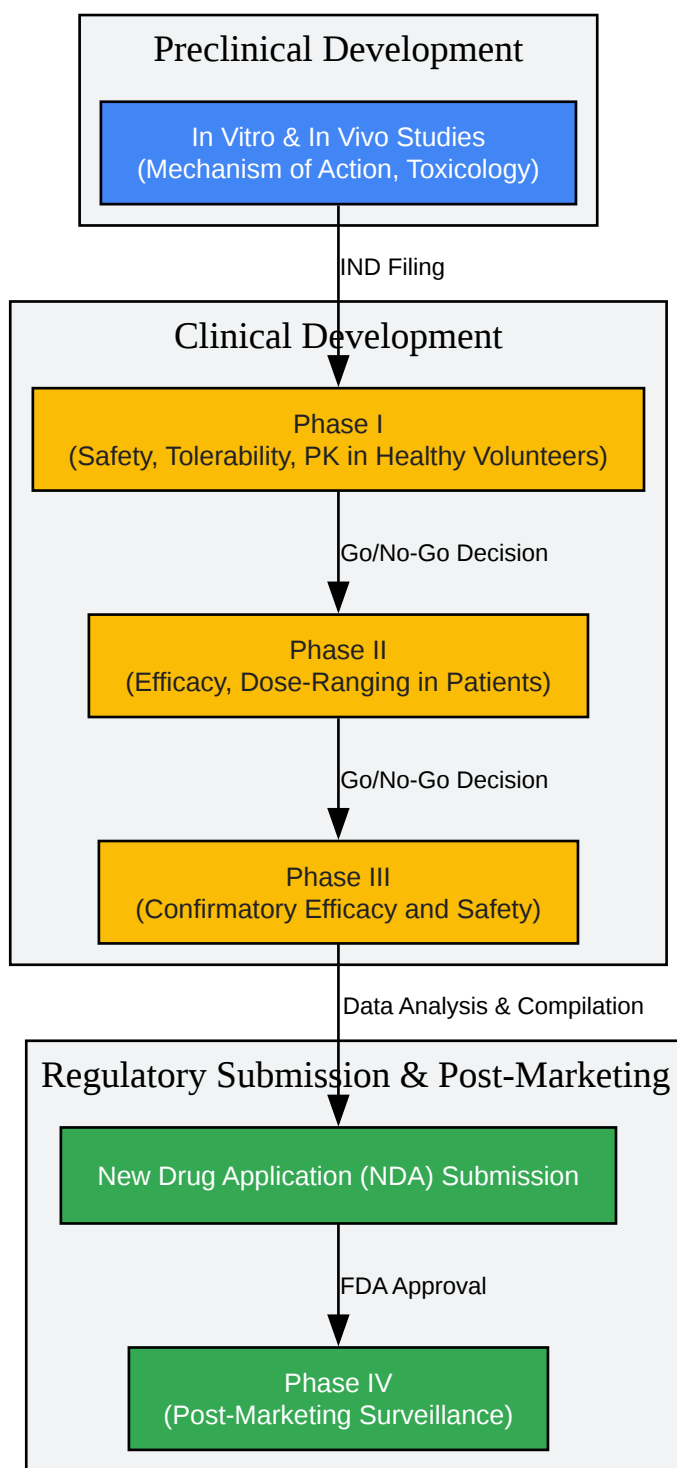 Preclinical Development
In Vitro & In Vivo Studies
(Mechanism of Action, Toxicology)
IND Filing
Clinical Development
Phase I
(Safety, Tolerability, PK in Healthy Volunteers)
Go/No-Go Decision
Phase II
(Efficacy, Dose-Ranging in Patients)
Go/No-Go Decision
Phase III
(Confirmatory Efficacy and Safety)
Data Analysis & Compilation
Regulatory Submission & Post-Marketing
New Drug Application (NDA) Submission
FDA Approval
Phase IV
(Post-Marketing Surveillance)